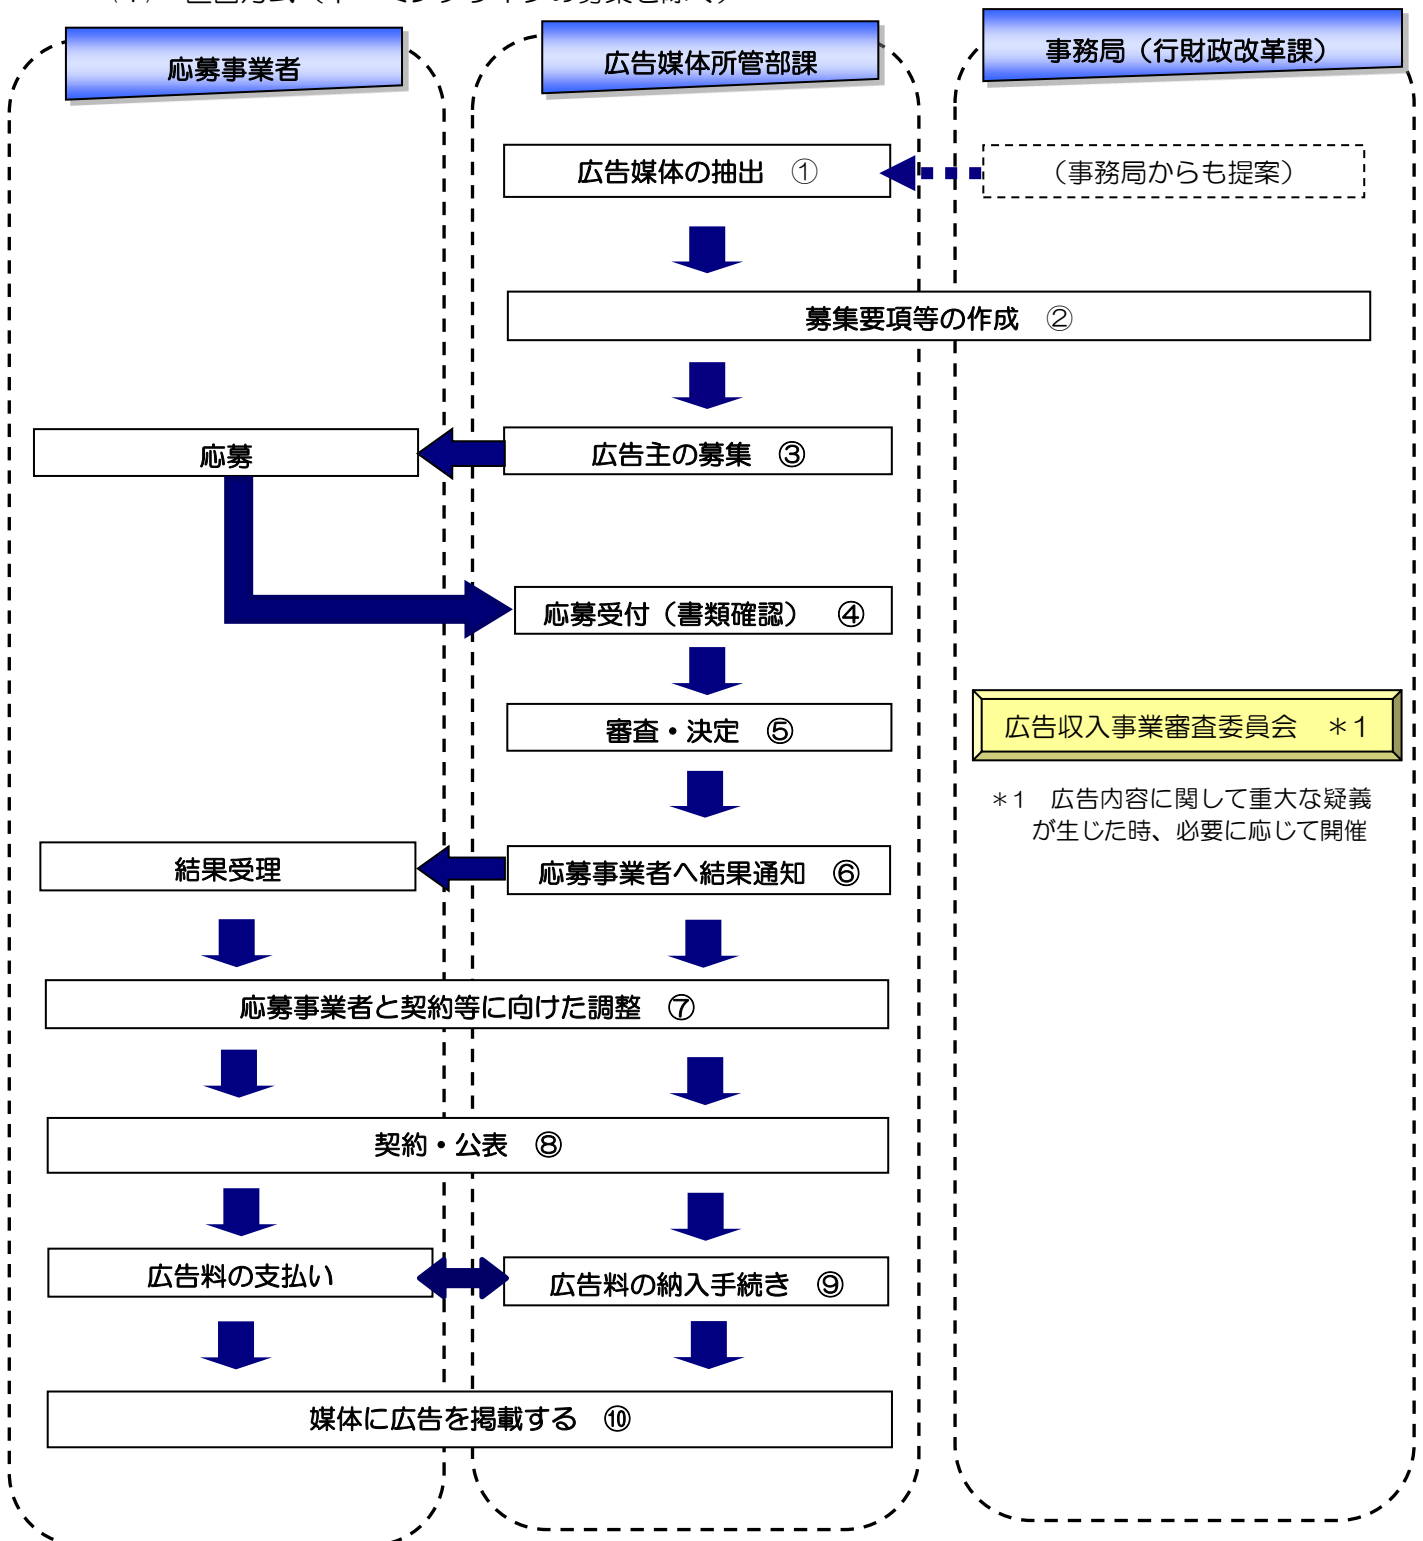 応募事業者
広告媒体所管部課
事務局（行財政改革課）
広告媒体の抽出　①
（事務局からも提案）
募集要項等の作成　②
応募
広告主の募集　③
応募受付（書類確認）　④
審査・決定　⑤
広告収入事業審査委員会　＊１
＊1　広告内容に関して重大な疑義
が生じた時、必要に応じて開催
結果受理
応募事業者へ結果通知　⑥
応募事業者と契約等に向けた調整　⑦
契約・公表　⑧
広告料の支払い
広告料の納入手続き　⑨
媒体に広告を掲載する　⑩